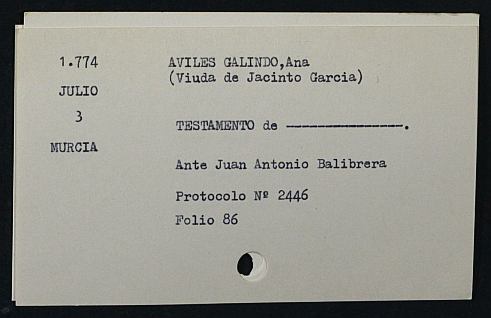 1.774
JULIO
3
MURCIA
AVILES GALINDO,Ana
(Viuda de Jacinto Garcia)
TESTAMENTO de ---------------.
Ante Juan Antonio Balibrera
Protocolo Nº 2446
Folio 86